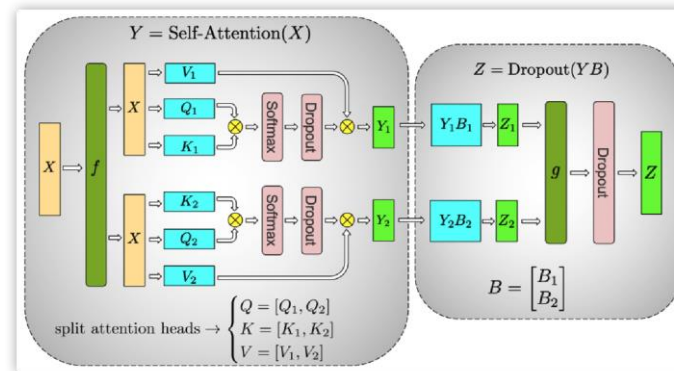 Y = Self-Attention(X)
X
f
X
V₁
Q₁
K₁
Softmax
Dropout
Y₁
X
K₂
Q₂
V₂
Softmax
Dropout
Y₂
split attention heads →
Q = [Q₁, Q₂]
K = [K₁, K₂]
V = [V₁, V₂]
Z = Dropout(YB)
Y₁B₁
Z₁
Y₂B₂
Z₂
g
Dropout
Z
B = [B₁
B₂]